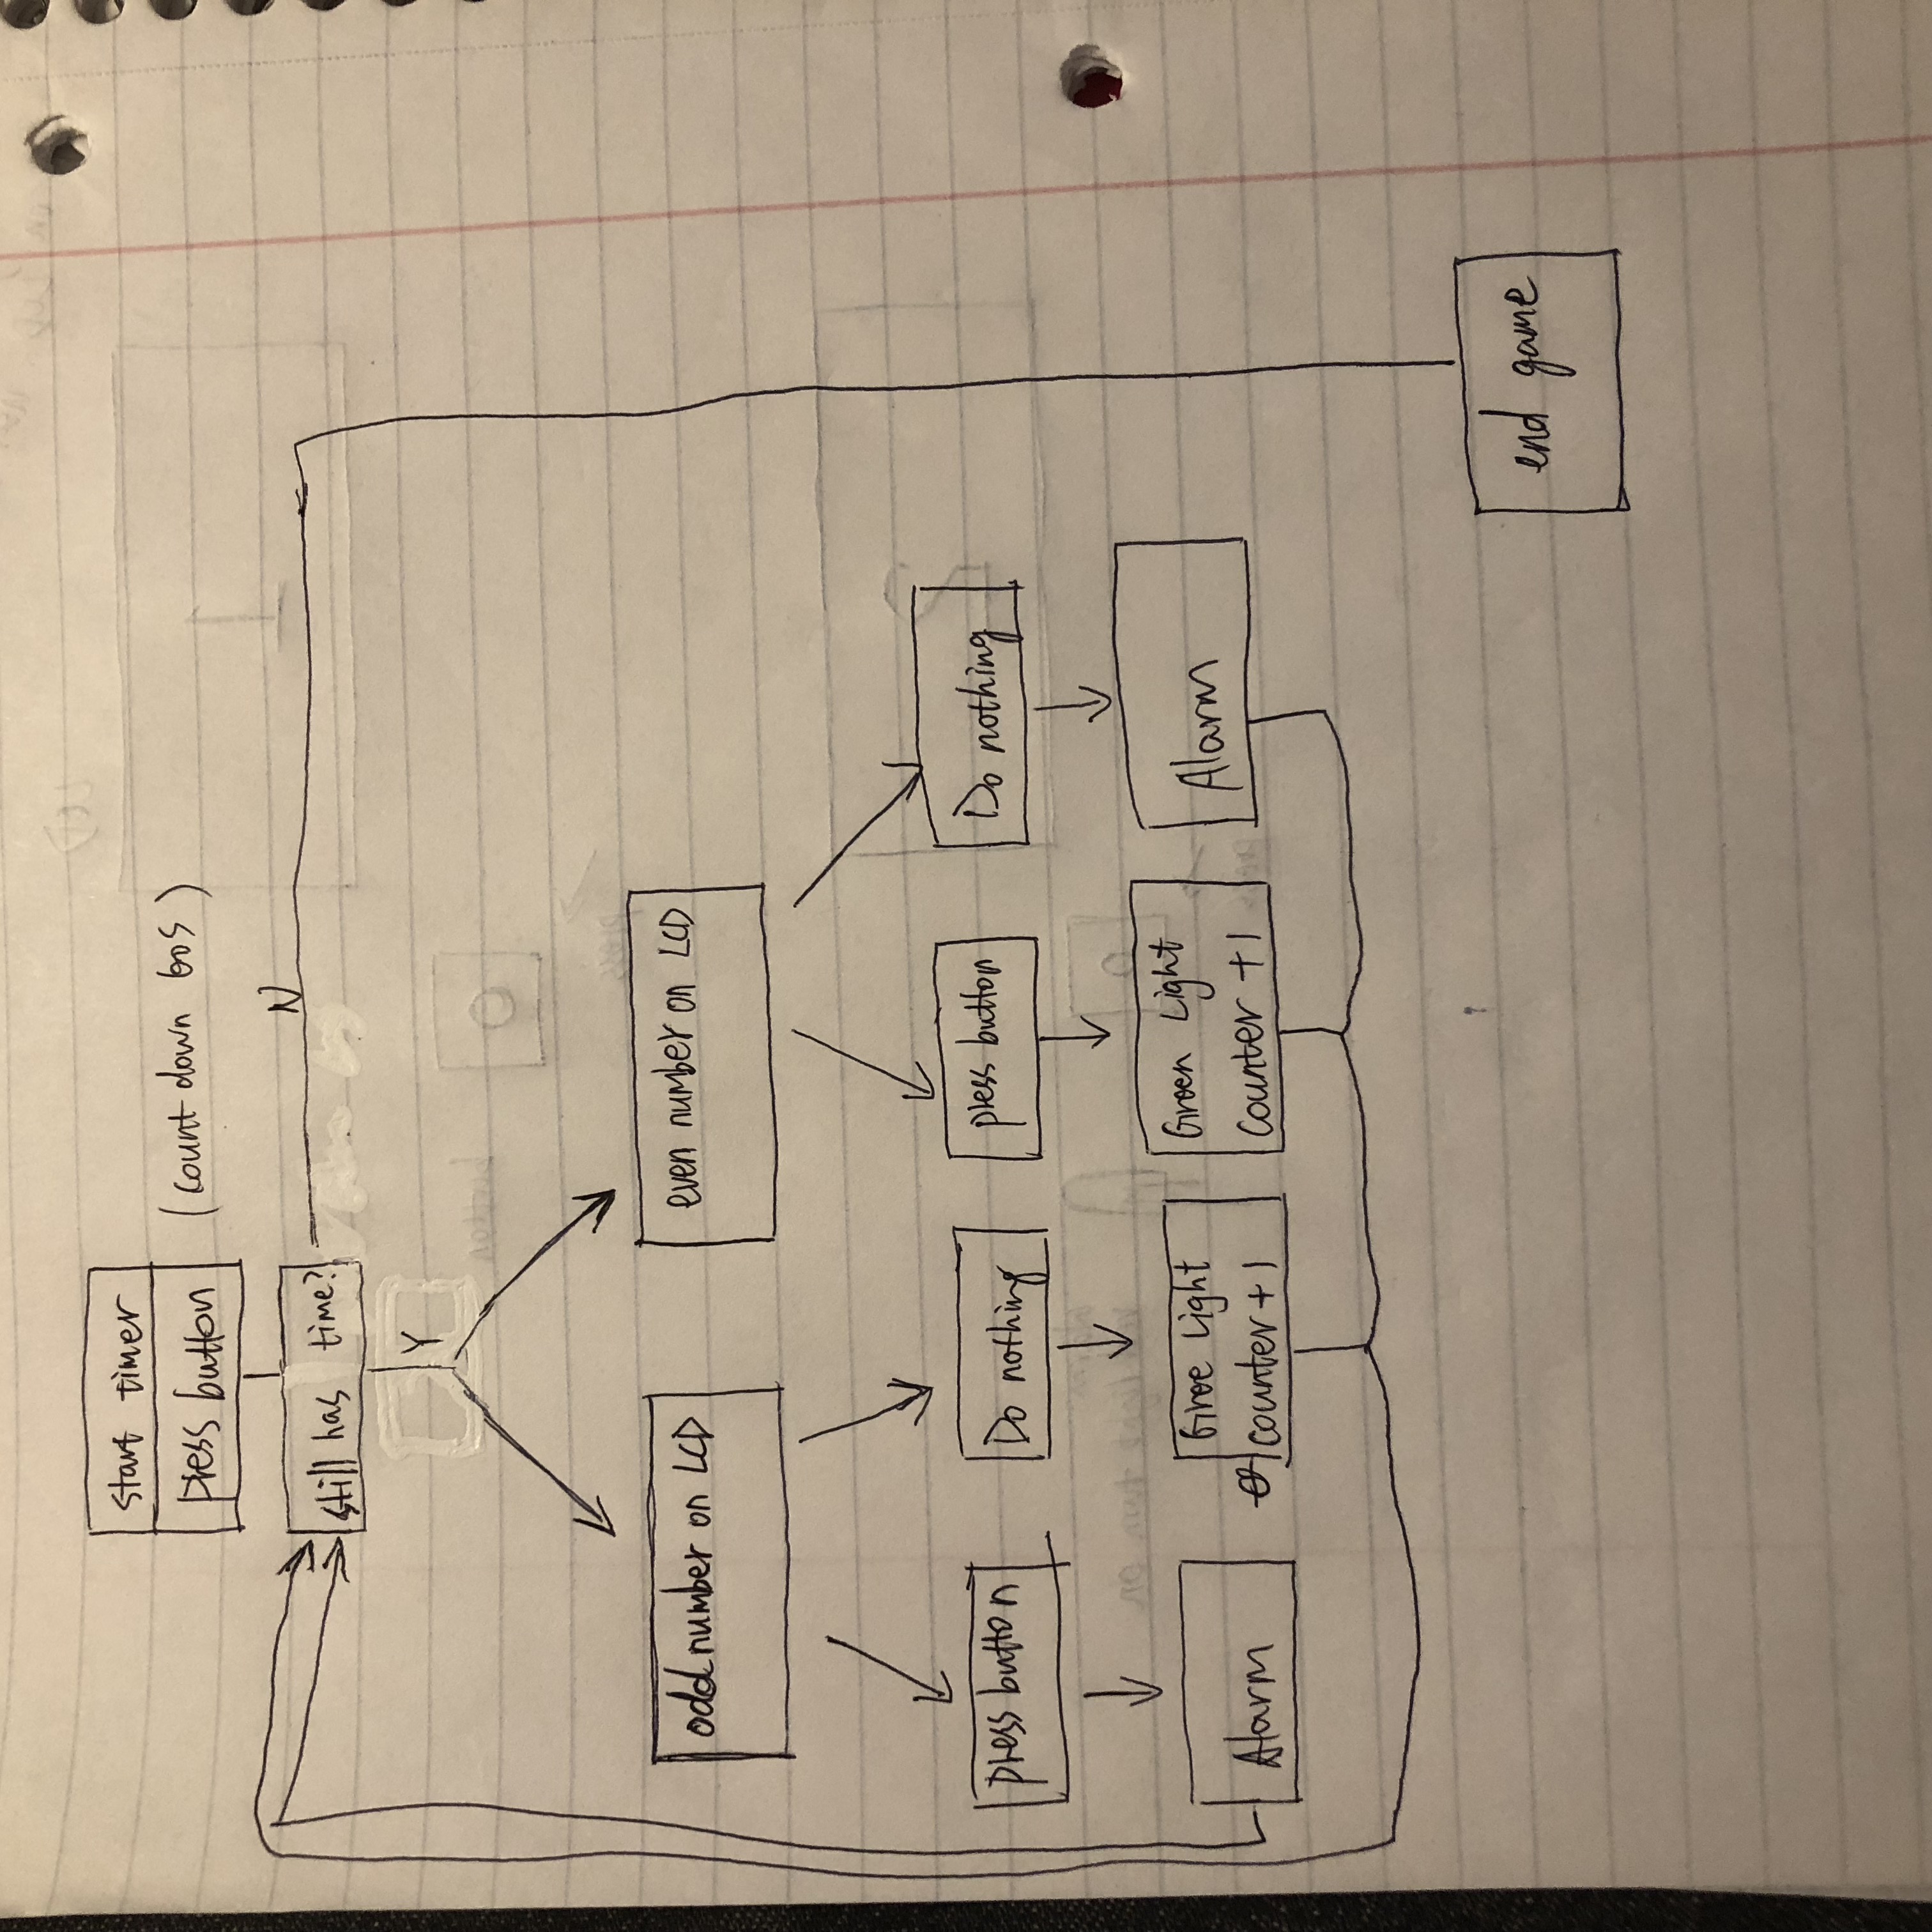 start timer
press button
(count down 60s)
still has time?
N
Y
odd number on LCD
even number on LCD
press button
Do nothing
press button
Do nothing
Alarm
Gree Light
counter + 1
Green Light
counter + 1
Alarm
end game